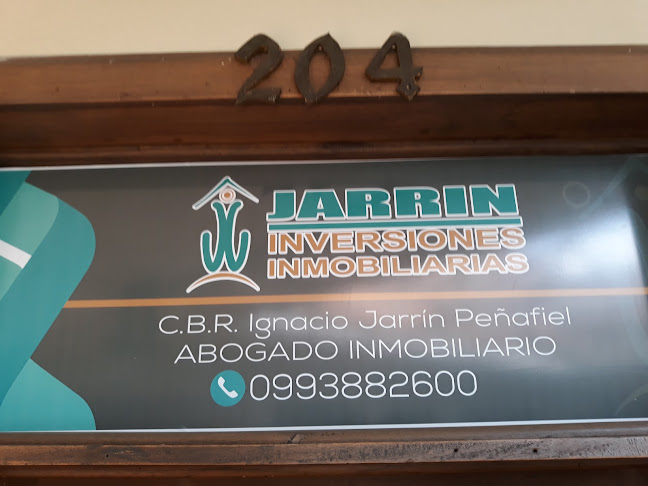 204
JARRIN
INVERSIONES
INMOBILIARIAS
C.B.R. Ignacio Jarrín Peñafiel
ABOGADO INMOBILIARIO
0993882600